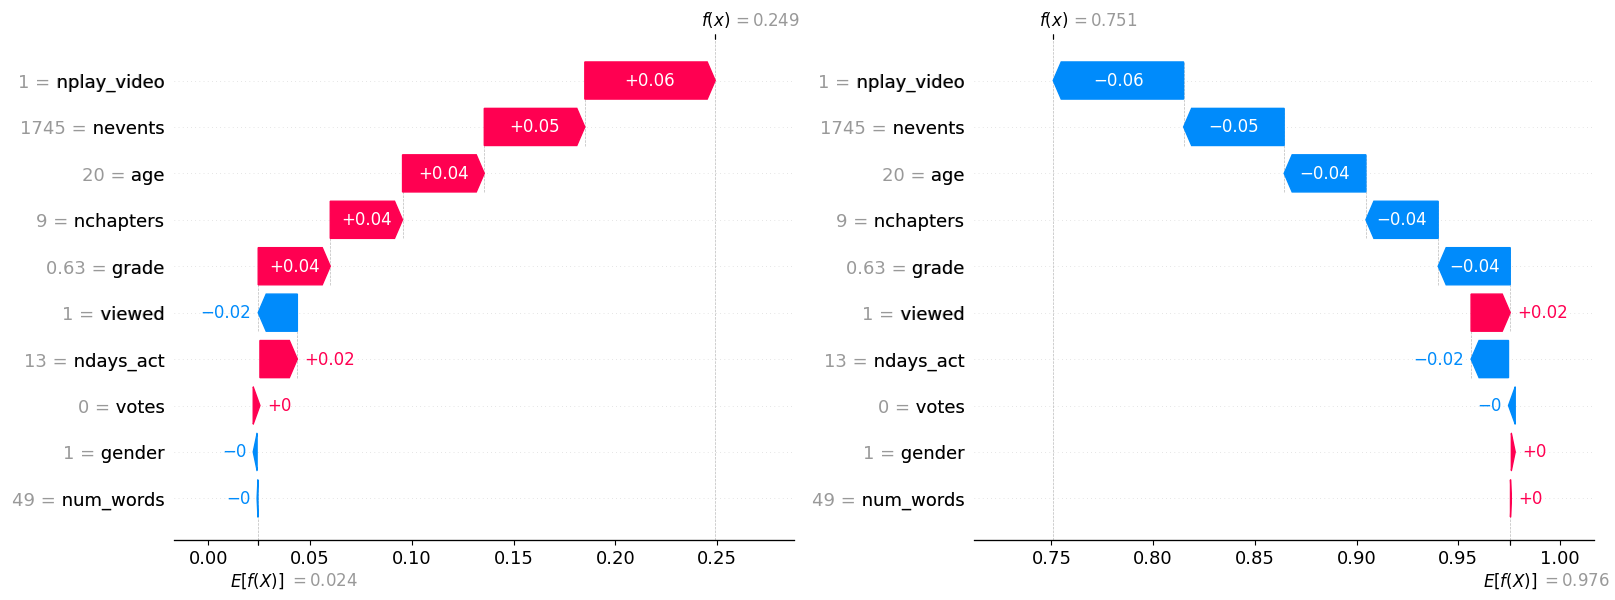 f(x) = 0.249
1 = nplay_video
+0.06
1745 = nevents
+0.05
20 = age
+0.04
9 = nchapters
+0.04
0.63 = grade
+0.04
1 = viewed
−0.02
13 = ndays_act
+0.02
0 = votes
+0
1 = gender
−0
49 = num_words
−0
0.00 0.05 0.10 0.15 0.20 0.25
E[f(X)] = 0.024
f(x) = 0.751
1 = nplay_video
−0.06
1745 = nevents
−0.05
20 = age
−0.04
9 = nchapters
−0.04
0.63 = grade
−0.04
1 = viewed
+0.02
13 = ndays_act
−0.02
0 = votes
−0
1 = gender
+0
49 = num_words
+0
0.75 0.80 0.85 0.90 0.95 1.00
E[f(X)] = 0.976